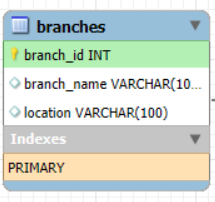 branches
branch_id INT
branch_name VARCHAR(10...
location VARCHAR(100)
Indexes
PRIMARY